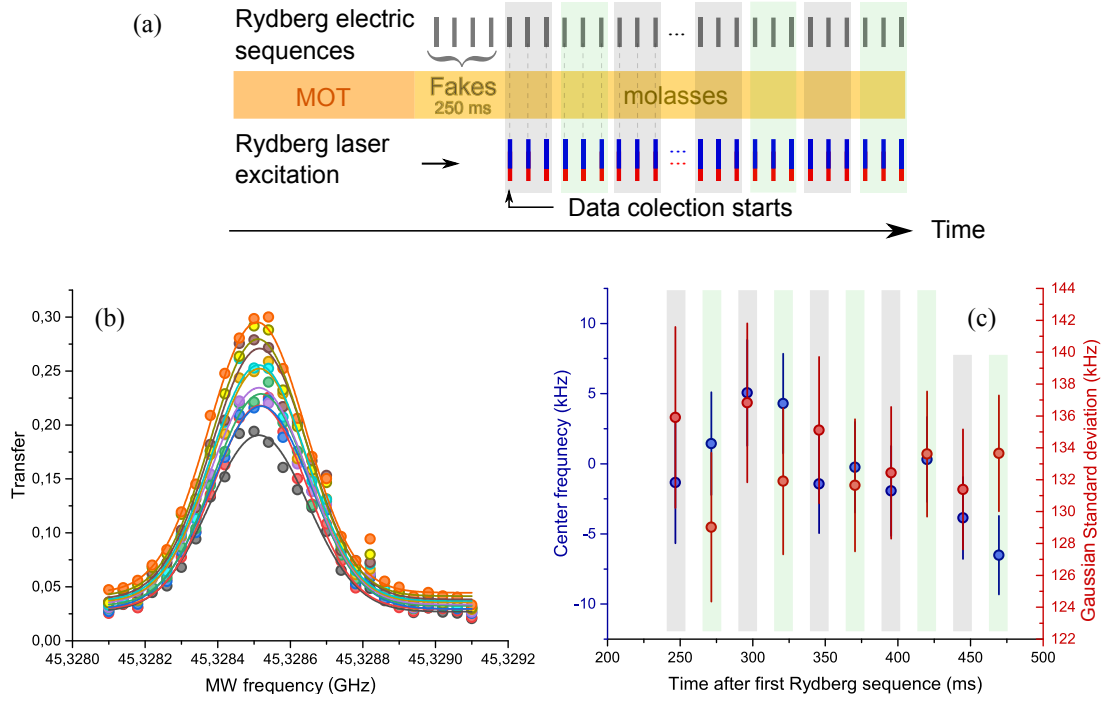 (a)
Rydberg electric
sequences
...
MOT
Fakes
250 ms
molasses
Rydberg laser
excitation
...
...
Data colection starts
Time
(b)
0,30
0,25
0,20
0,15
0,10
0,05
0,00
Transfer
45,3280 45,3282 45,3284 45,3286 45,3288 45,3290 45,3292
MW frequency (GHz)
(c)
10
5
0
-5
-10
Center frequnecy (kHz)
144
142
140
138
136
134
132
130
128
126
124
122
Gaussian Standard deviation (kHz)
200 250 300 350 400 450 500
Time after first Rydberg sequence (ms)